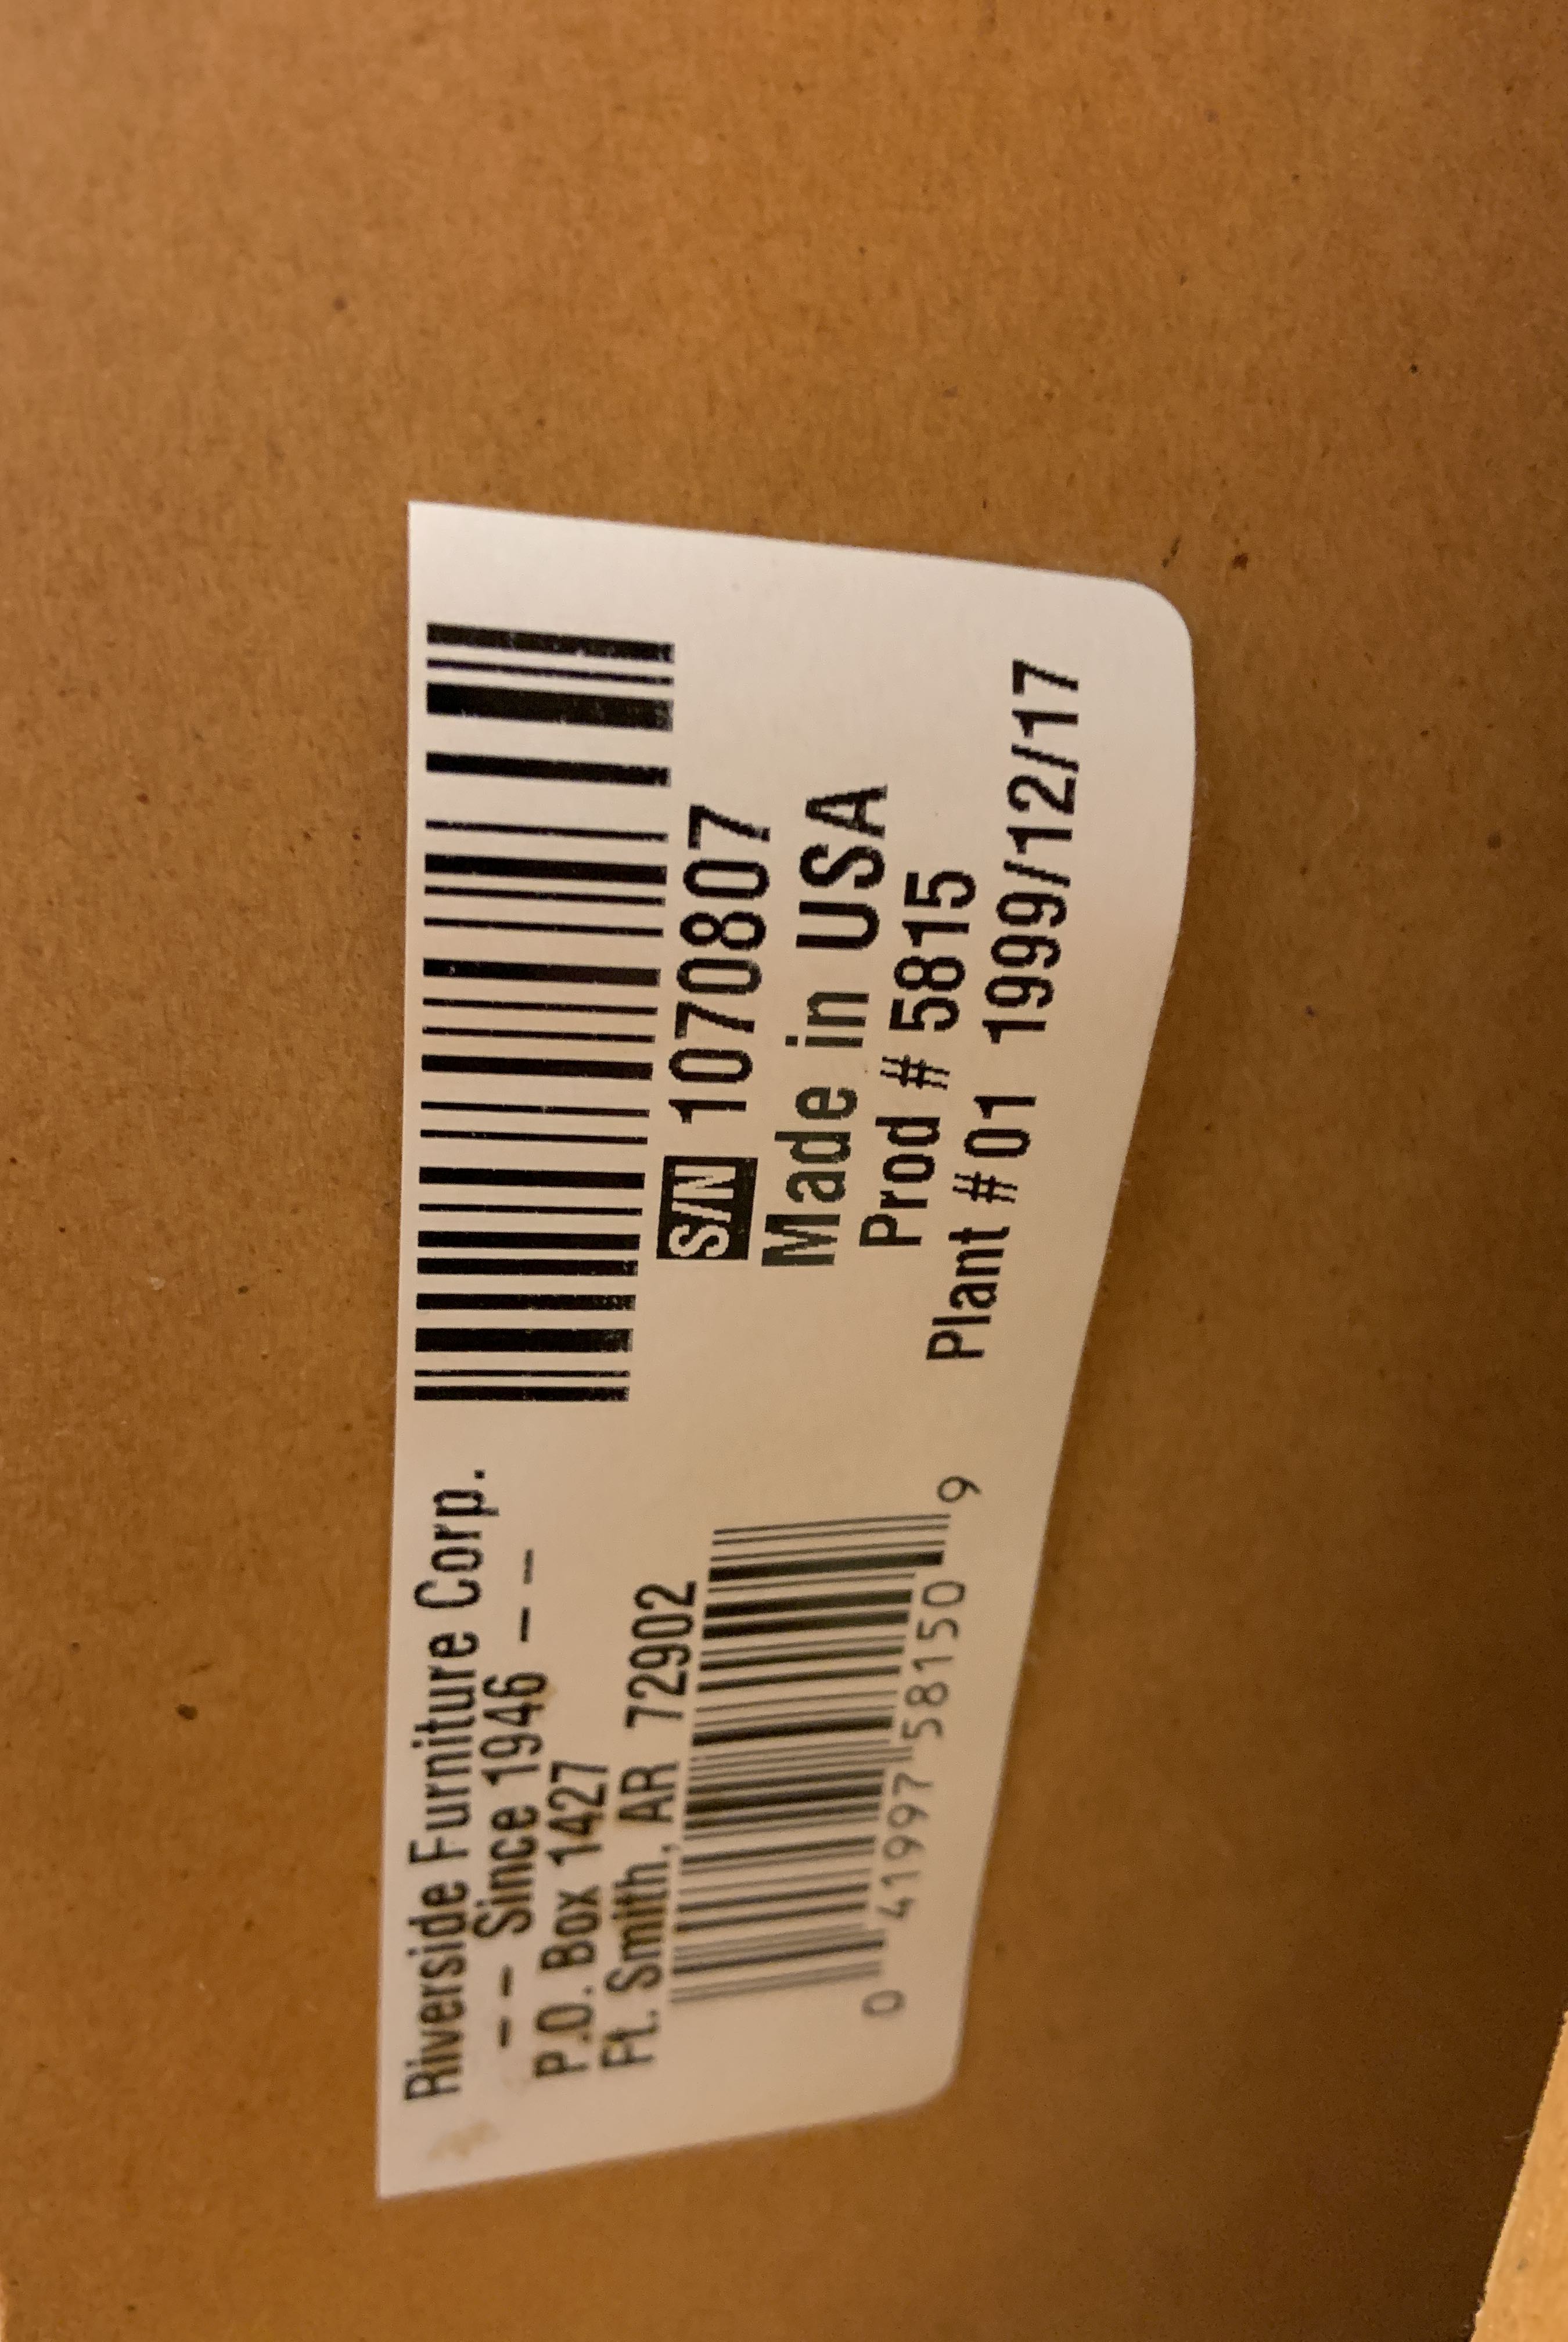 Riverside Furniture Corp.
-- Since 1946 --
P.O. Box 1427
Ft. Smith, AR 72902
0 41997 58150 9
S/N 1070807
Made in USA
Prod # 5815
Plant #01 1999/12/17